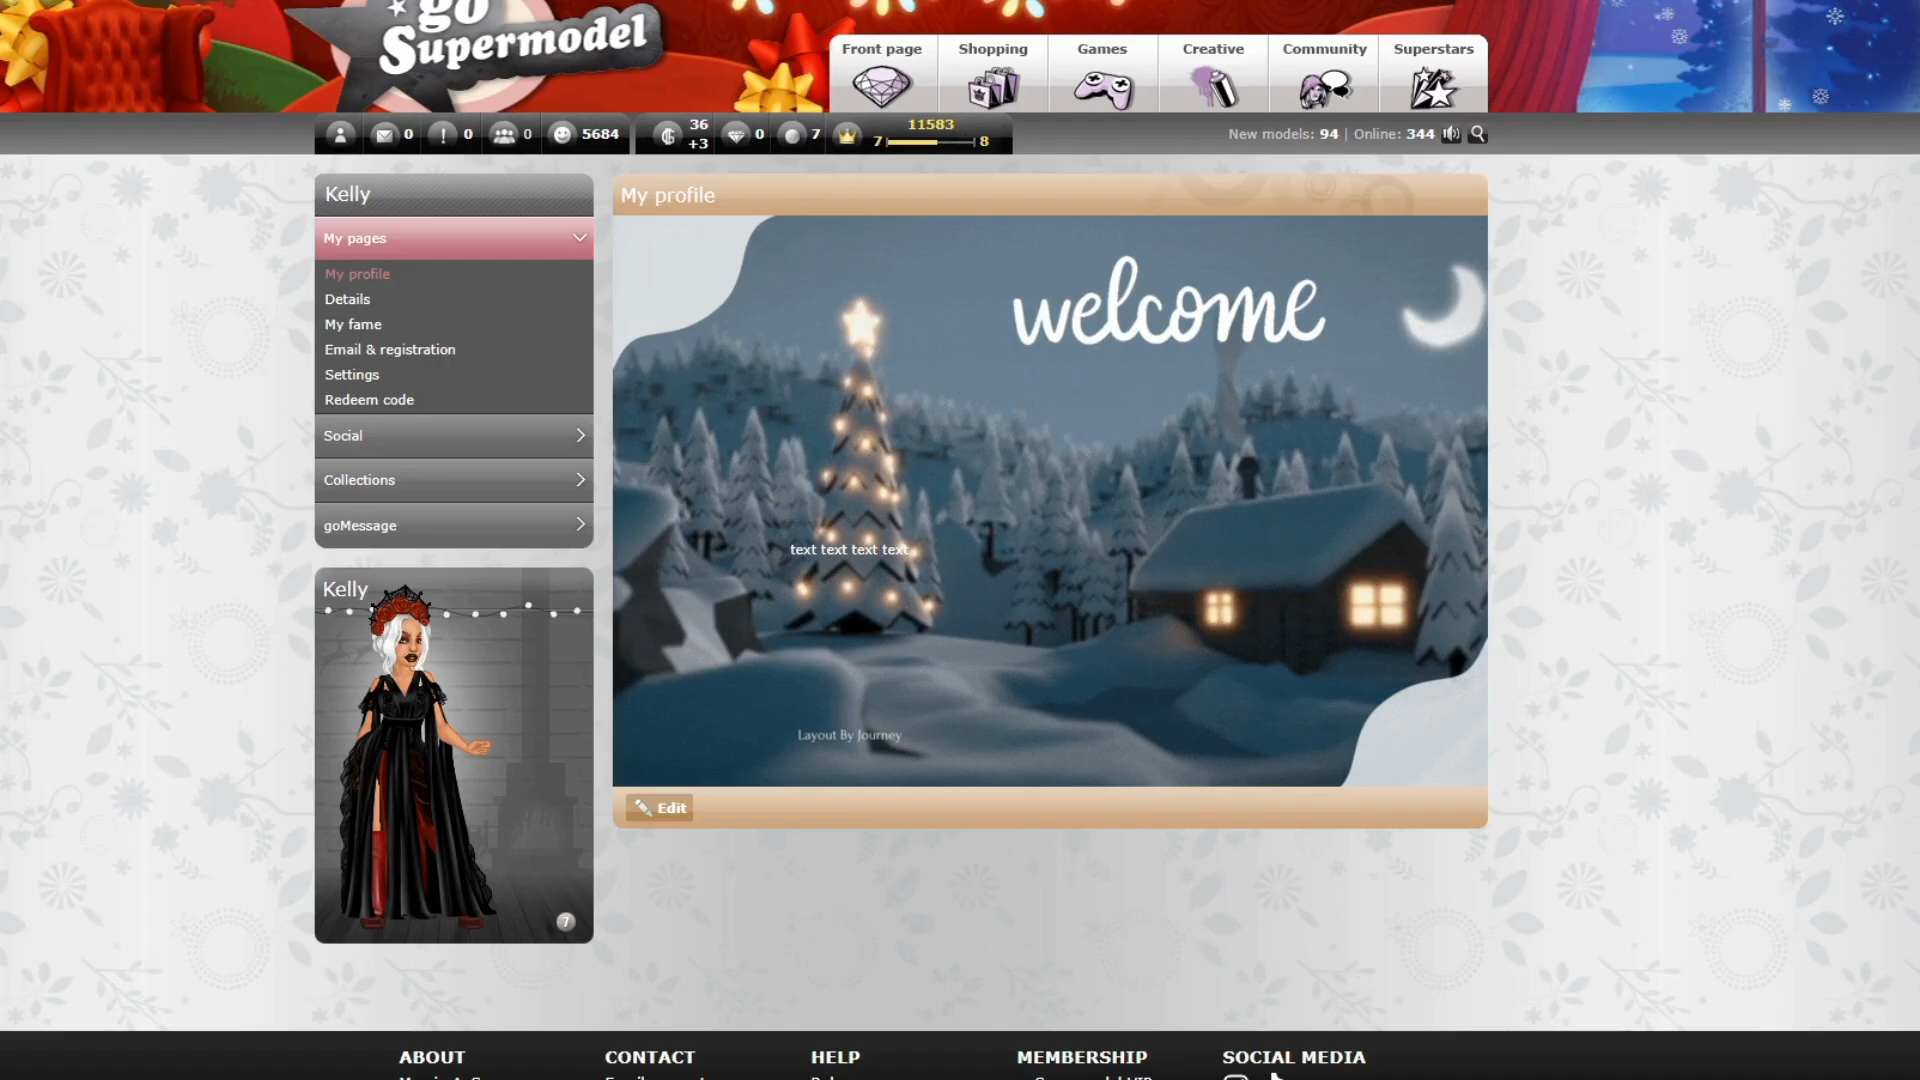 go
Supermodel
Front page
Shopping
Games
Creative
Community
Superstars
0
0
0
5684
36
+3
0
7
11583
7
8
New models: 94 | Online: 344
Kelly
My pages
My profile
Details
My fame
Email & registration
Settings
Redeem code
Social
Collections
goMessage
Kelly
7
My profile
welcome
text text text text
Layout By Journey
Edit
ABOUT
CONTACT
HELP
MEMBERSHIP
SOCIAL MEDIA